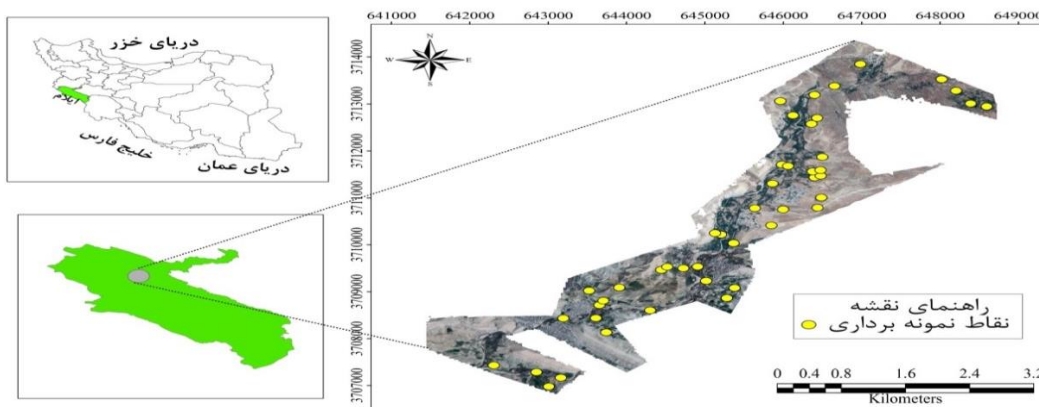 دریای خزر
ایلام
خلیج فارس
دریای عمان
641000 642000 643000 644000 645000 646000 647000 648000 649000
3714000
3713000
3712000
3711000
3710000
3709000
3708000
3707000
N
W E
S
راهنمای نقشه
نقاط نمونه برداری
0 0.4 0.8 1.6 2.4 3.2
Kilometers